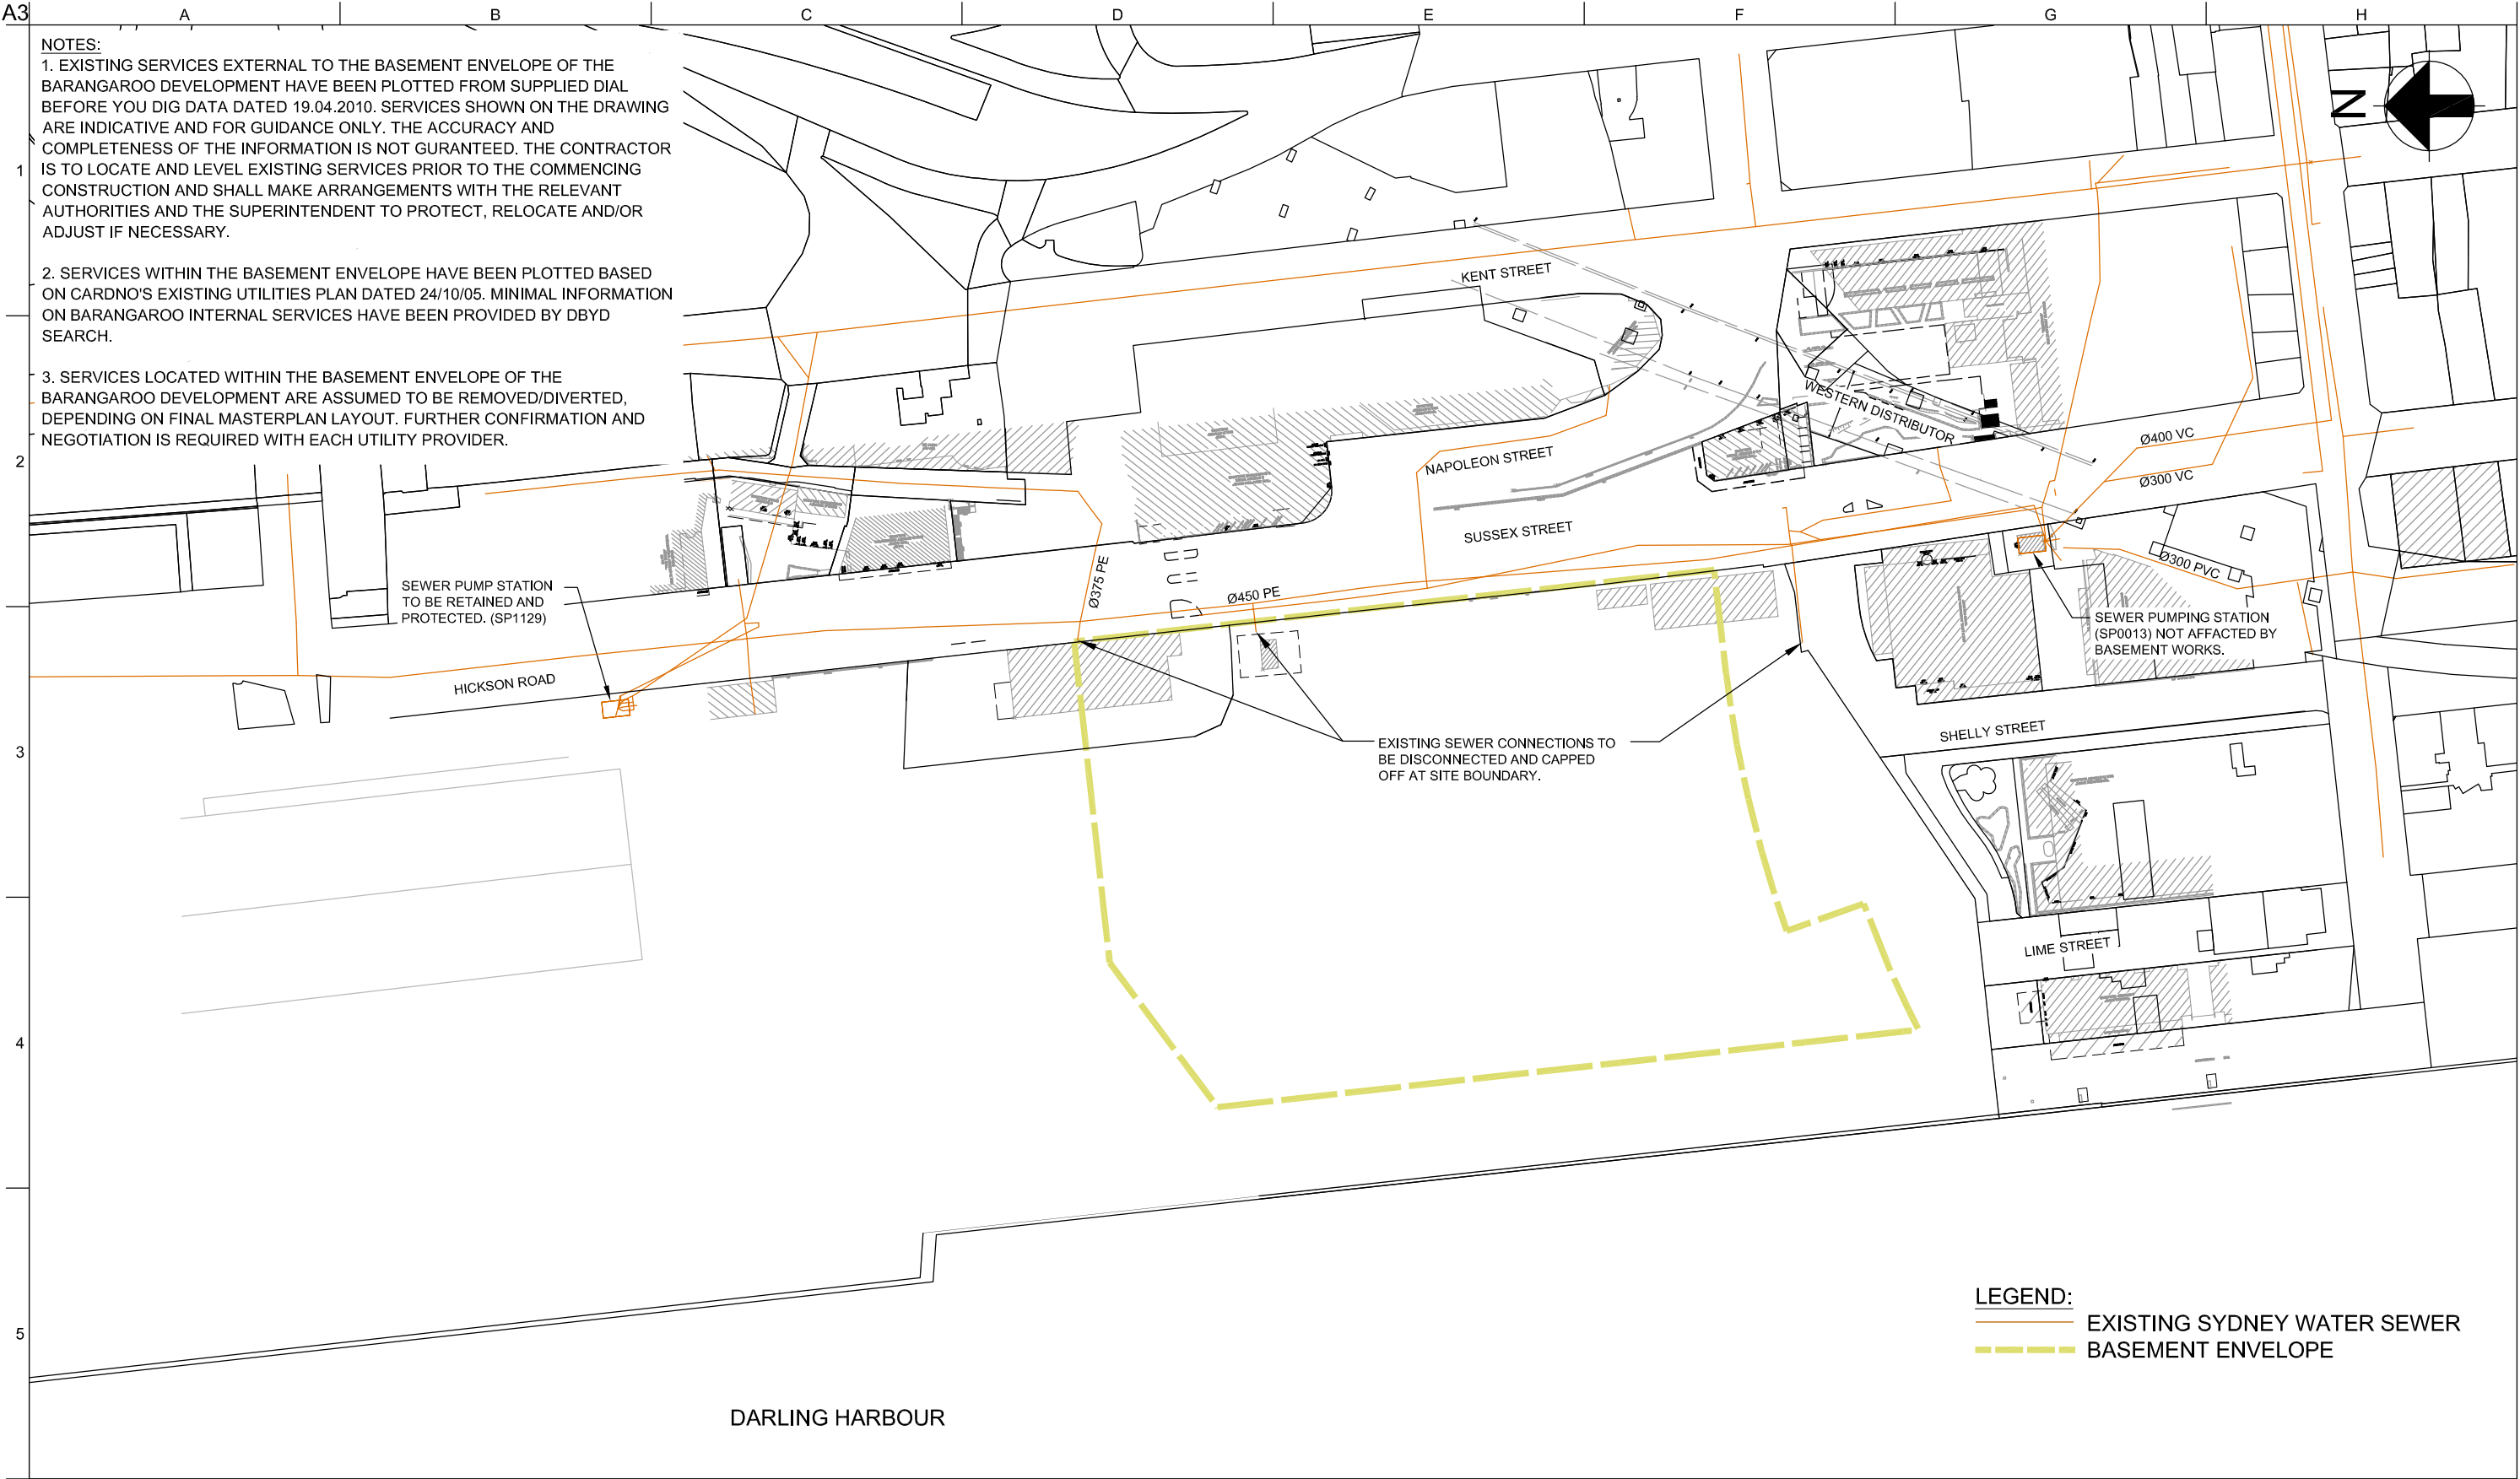 A3
A
B
C
D
E
F
G
H
1
2
3
4
5
NOTES:
1. EXISTING SERVICES EXTERNAL TO THE BASEMENT ENVELOPE OF THE
BARANGAROO DEVELOPMENT HAVE BEEN PLOTTED FROM SUPPLIED DIAL
BEFORE YOU DIG DATA DATED 19.04.2010. SERVICES SHOWN ON THE DRAWING
ARE INDICATIVE AND FOR GUIDANCE ONLY. THE ACCURACY AND
COMPLETENESS OF THE INFORMATION IS NOT GURANTEED. THE CONTRACTOR
IS TO LOCATE AND LEVEL EXISTING SERVICES PRIOR TO THE COMMENCING
CONSTRUCTION AND SHALL MAKE ARRANGEMENTS WITH THE RELEVANT
AUTHORITIES AND THE SUPERINTENDENT TO PROTECT, RELOCATE AND/OR
ADJUST IF NECESSARY.
2. SERVICES WITHIN THE BASEMENT ENVELOPE HAVE BEEN PLOTTED BASED
ON CARDNO'S EXISTING UTILITIES PLAN DATED 24/10/05. MINIMAL INFORMATION
ON BARANGAROO INTERNAL SERVICES HAVE BEEN PROVIDED BY DBYD
SEARCH.
3. SERVICES LOCATED WITHIN THE BASEMENT ENVELOPE OF THE
BARANGAROO DEVELOPMENT ARE ASSUMED TO BE REMOVED/DIVERTED,
DEPENDING ON FINAL MASTERPLAN LAYOUT. FURTHER CONFIRMATION AND
NEGOTIATION IS REQUIRED WITH EACH UTILITY PROVIDER.
N
KENT STREET
WESTERN DISTRIBUTOR
NAPOLEON STREET
SUSSEX STREET
Ø400 VC
Ø300 VC
Ø300 PVC
Ø375 PE
Ø450 PE
SEWER PUMP STATION
TO BE RETAINED AND
PROTECTED. (SP1129)
SEWER PUMPING STATION
(SP0013) NOT AFFACTED BY
BASEMENT WORKS.
HICKSON ROAD
EXISTING SEWER CONNECTIONS TO
BE DISCONNECTED AND CAPPED
OFF AT SITE BOUNDARY.
SHELLY STREET
LIME STREET
LEGEND:
EXISTING SYDNEY WATER SEWER
BASEMENT ENVELOPE
DARLING HARBOUR